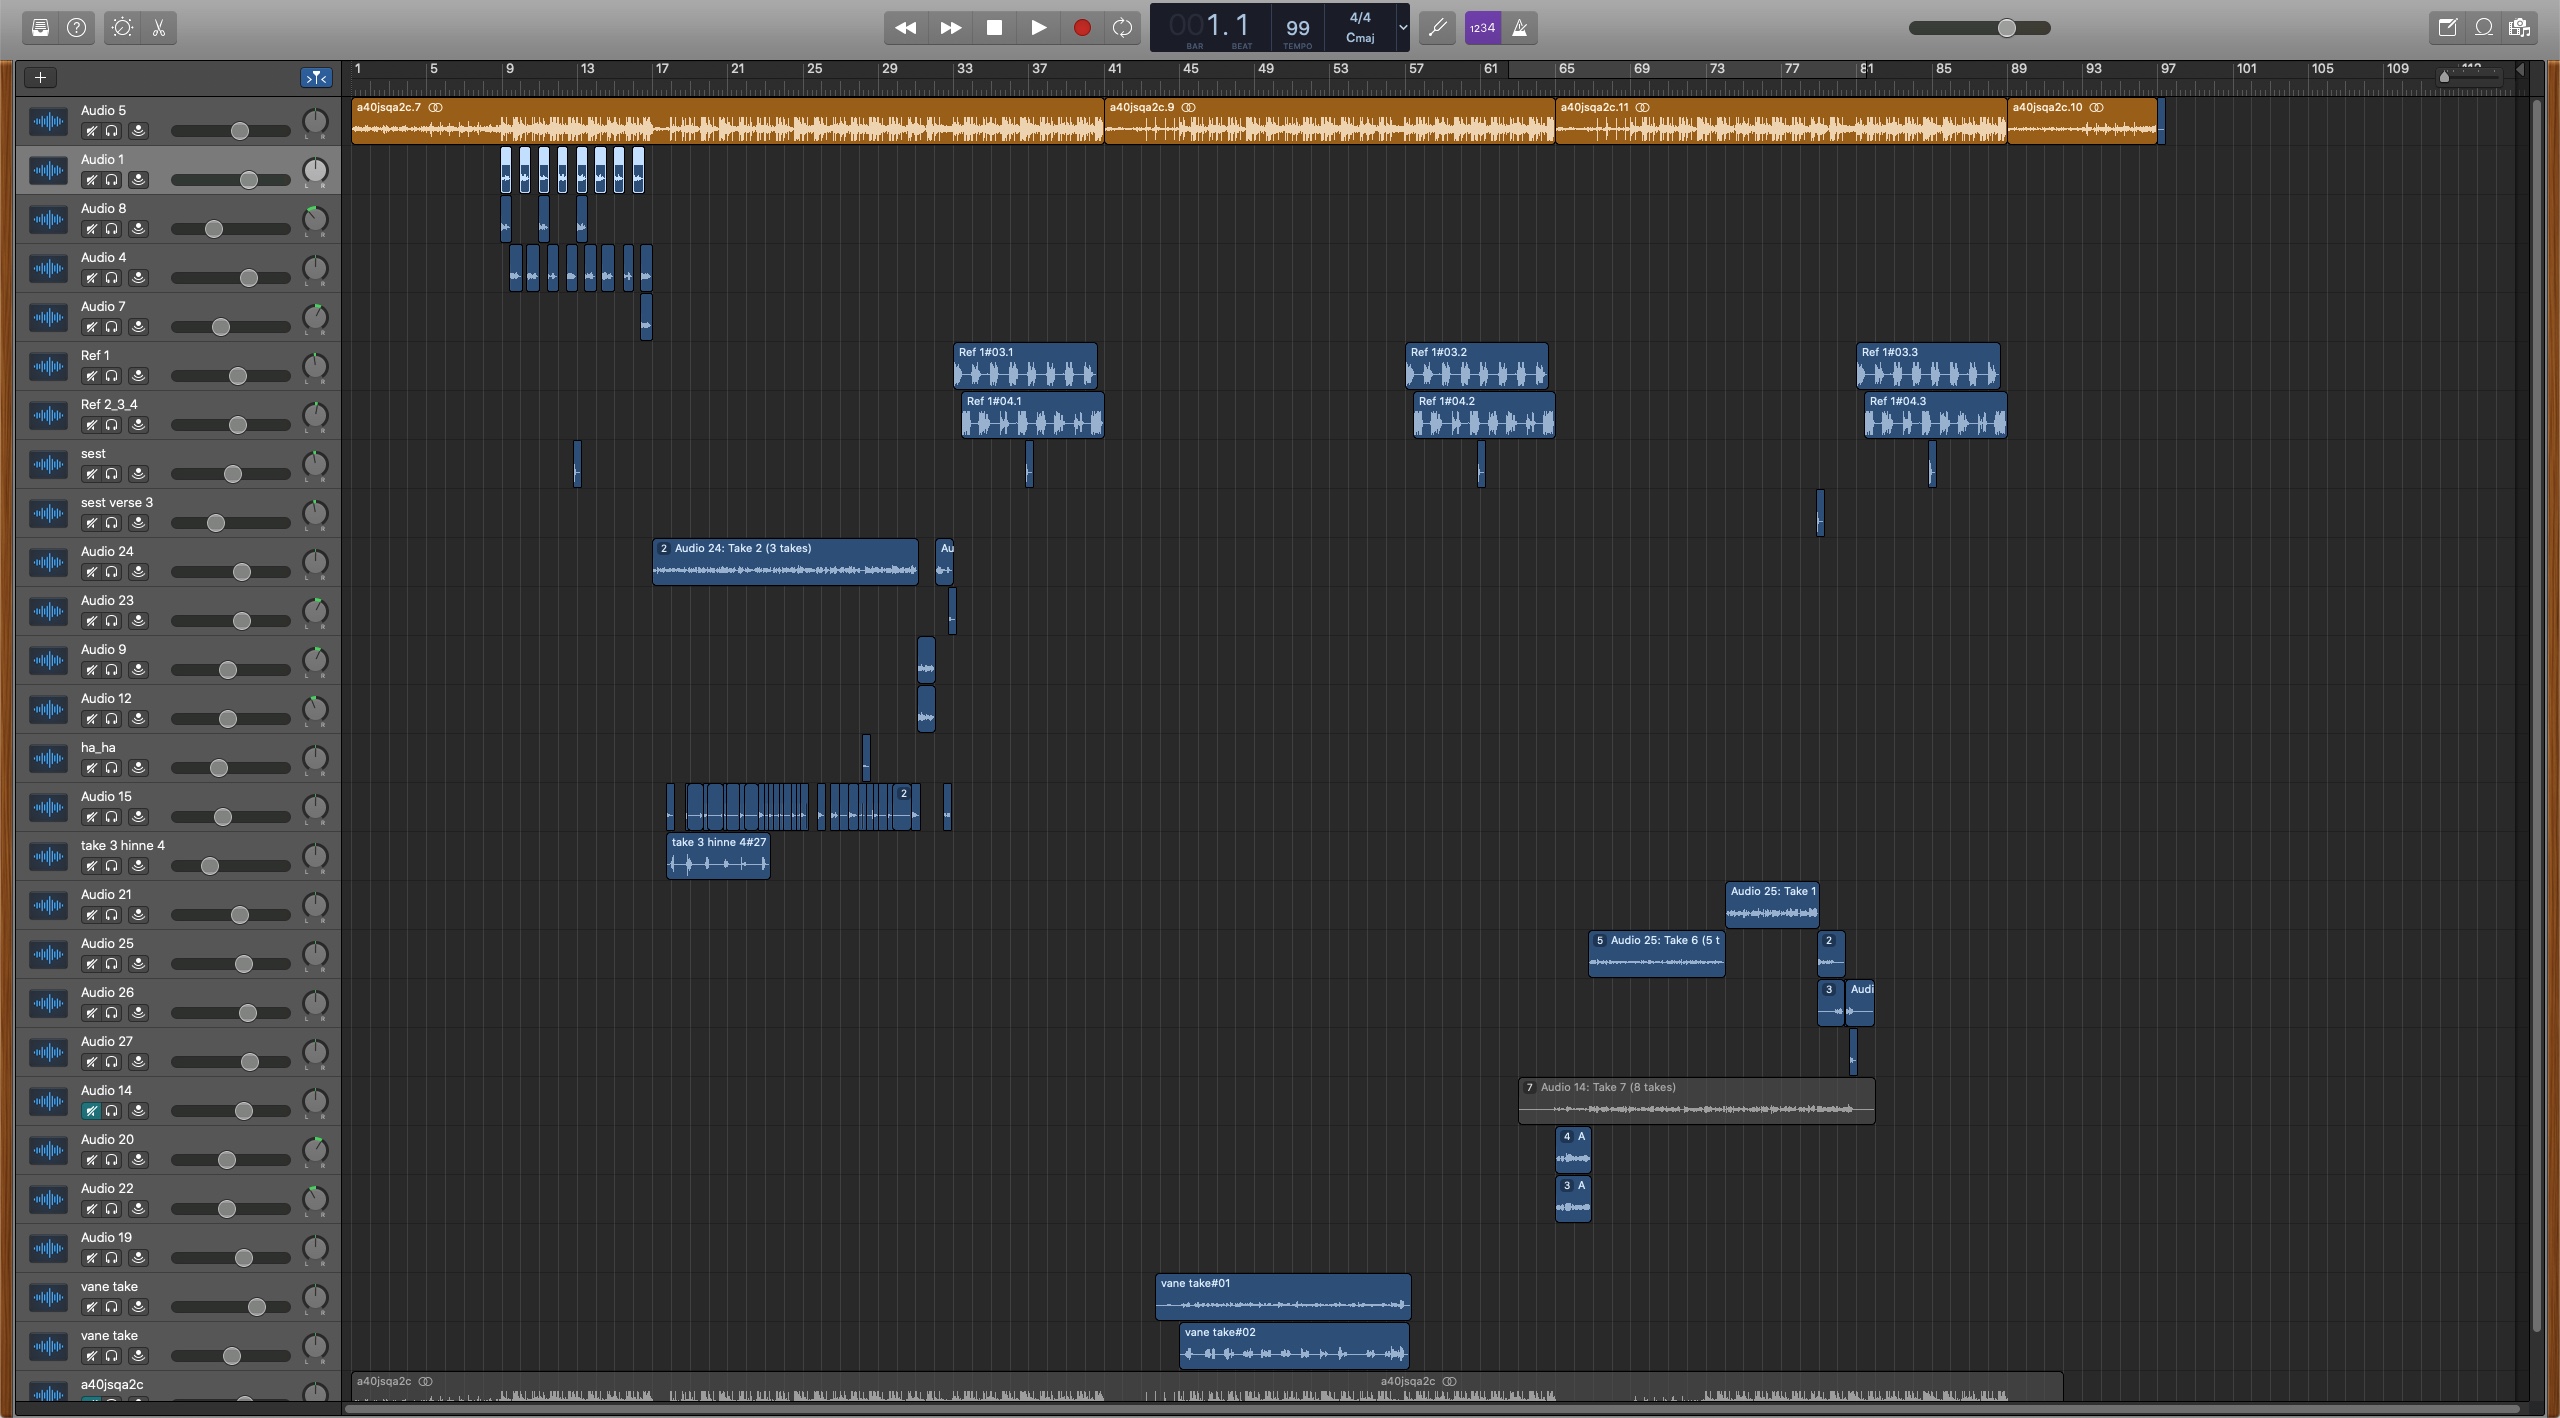 001.1
BAR BEAT
99
TEMPO
4/4
Cmaj
1234
1 5 9 13 17 21 25 29 33 37 41 45 49 53 57 61 65 69 73 77 81 85 89 93 97 101 105 109
Audio 5
L R
a40jsqa2c.7
a40jsqa2c.9
a40jsqa2c.11
a40jsqa2c.10
Audio 1
L R
Audio 8
L R
Audio 4
L R
Audio 7
L R
Ref 1
L R
Ref 1#03.1
Ref 1#03.2
Ref 1#03.3
Ref 2_3_4
L R
Ref 1#04.1
Ref 1#04.2
Ref 1#04.3
sest
L R
sest verse 3
L R
Audio 24
L R
2 Audio 24: Take 2 (3 takes)
Au
Audio 23
L R
Audio 9
L R
Audio 12
L R
ha_ha
L R
Audio 15
L R
2
take 3 hinne 4
L R
take 3 hinne 4#27
Audio 21
L R
Audio 25: Take 1
Audio 25
L R
5 Audio 25: Take 6 (5 t
2
Audio 26
L R
3
Audi
Audio 27
L R
Audio 14
L R
7 Audio 14: Take 7 (8 takes)
Audio 20
L R
4 A
Audio 22
L R
3 A
Audio 19
L R
vane take
L R
vane take#01
vane take
L R
vane take#02
a40jsqa2c
a40jsqa2c
a40jsqa2c